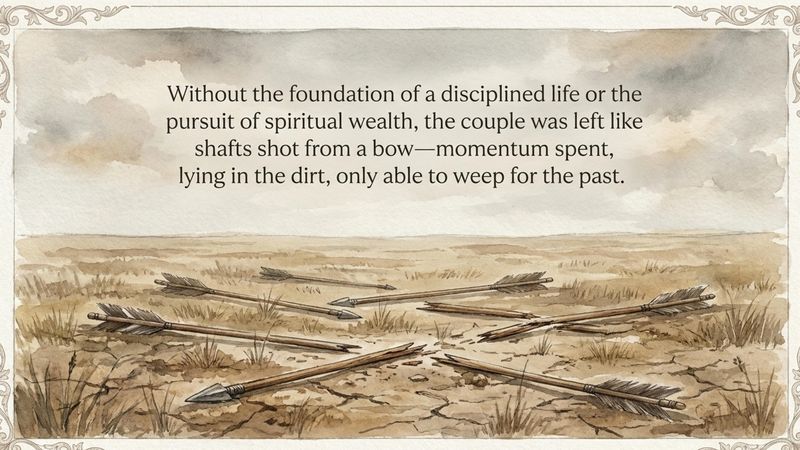 Without the foundation of a disciplined life or the
pursuit of spiritual wealth, the couple was left like
shafts shot from a bow—momentum spent,
lying in the dirt, only able to weep for the past.